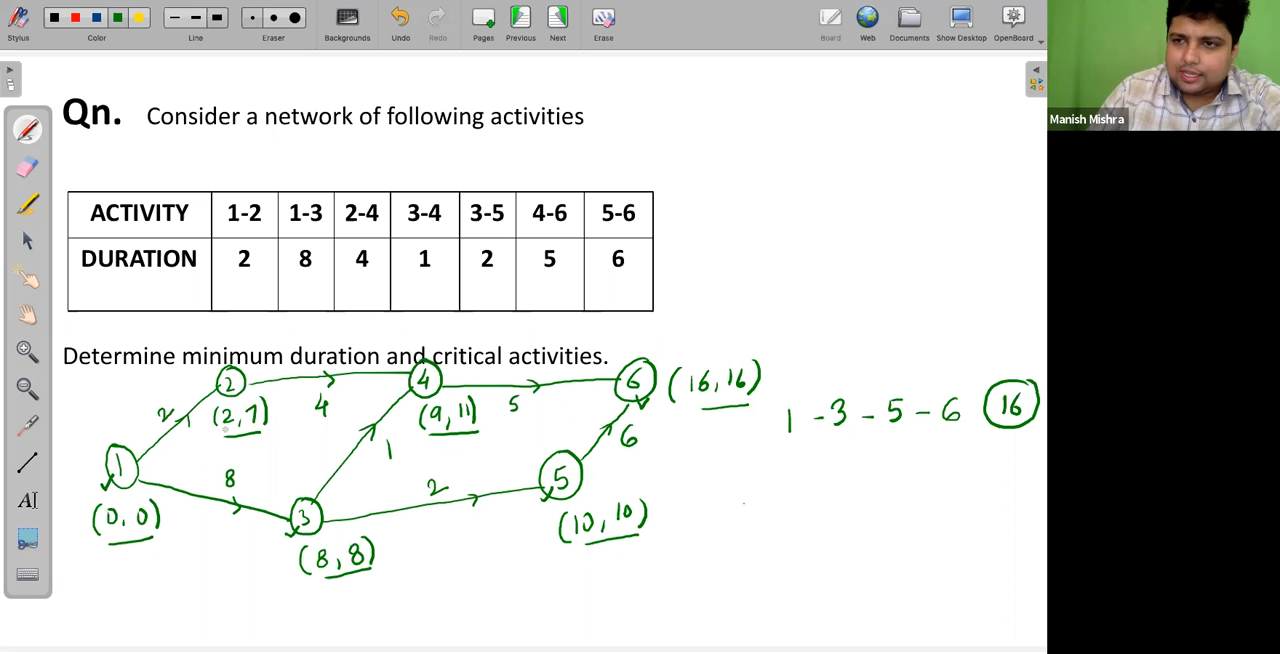 Stylus Color Line Eraser Backgrounds Undo Redo Pages Previous Next Erase Board Web Documents Show Desktop OpenBoard
Manish Mishra
Qn. Consider a network of following activities
ACTIVITY 1-2 1-3 2-4 3-4 3-5 4-6 5-6
DURATION 2 8 4 1 2 5 6
Determine minimum duration and critical activities.
2 4 6 (16, 16)
2 4 5
(2, 7) (9, 11) 1 - 3 - 5 - 6 16
1 6
1 8 2 5
(0, 0) 3 (10, 10)
(8, 8)
A